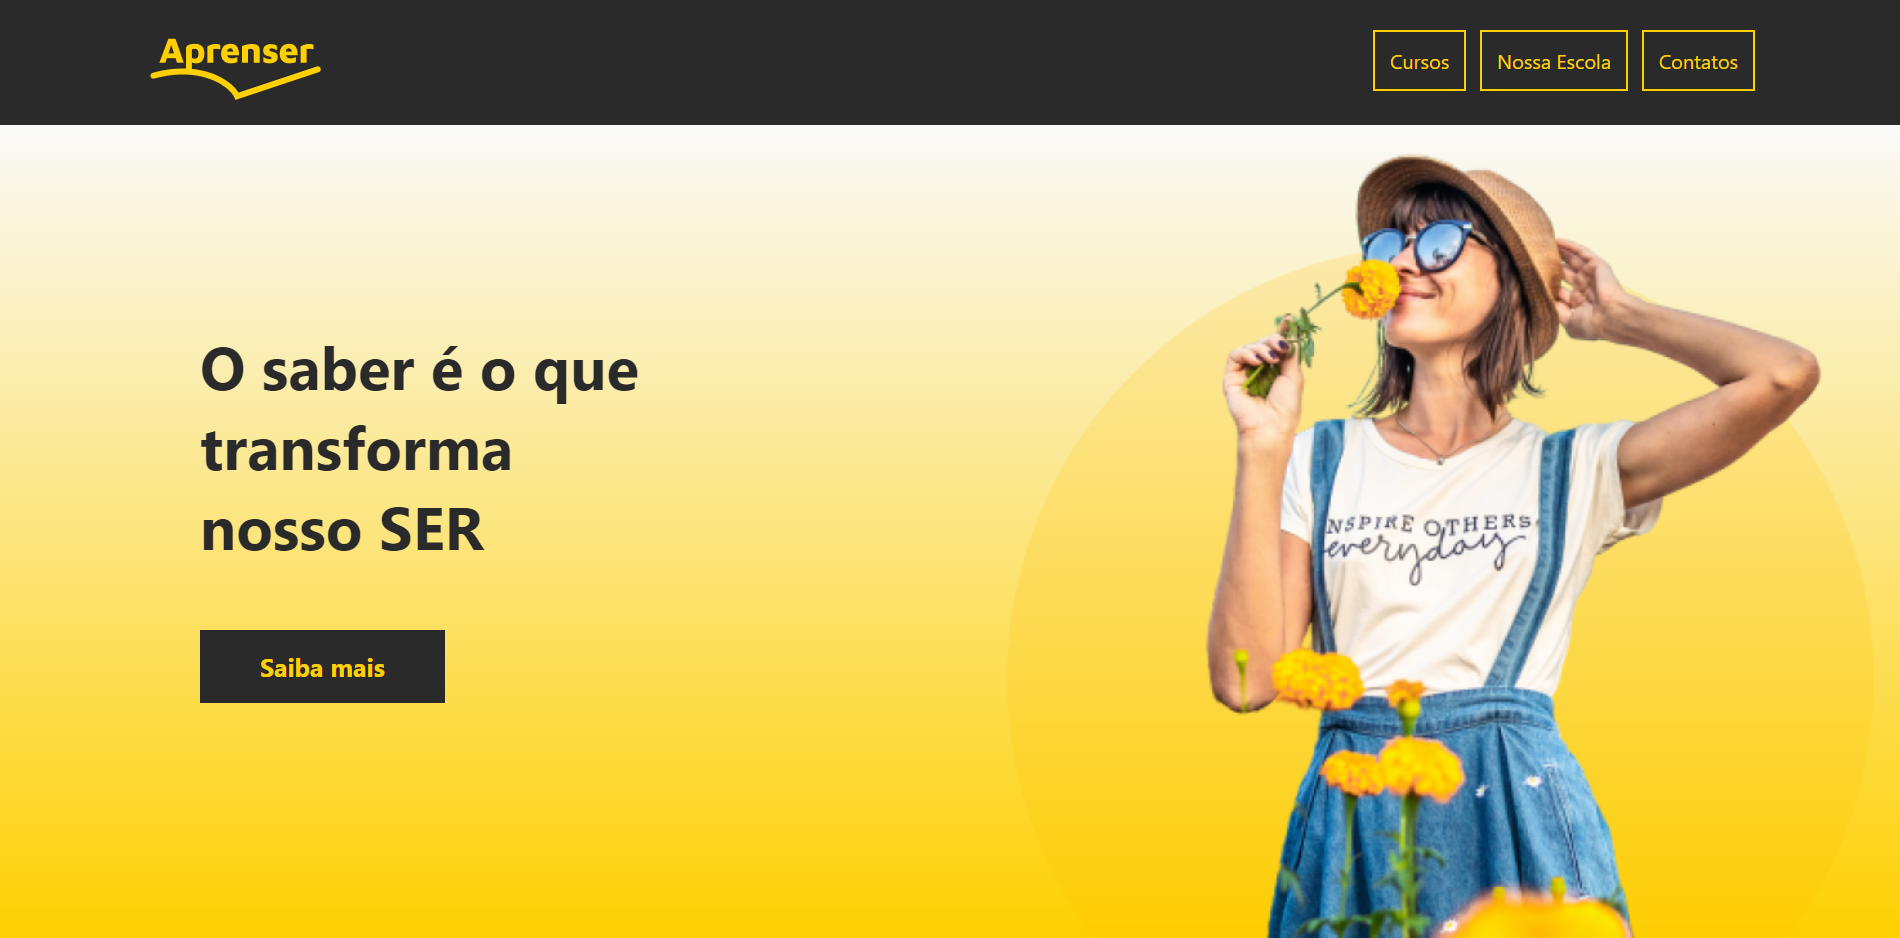 Aprenser
Cursos
Nossa Escola
Contatos
O saber é o que
transforma
nosso SER
Saiba mais
NSPIRE OTHERS
everyday